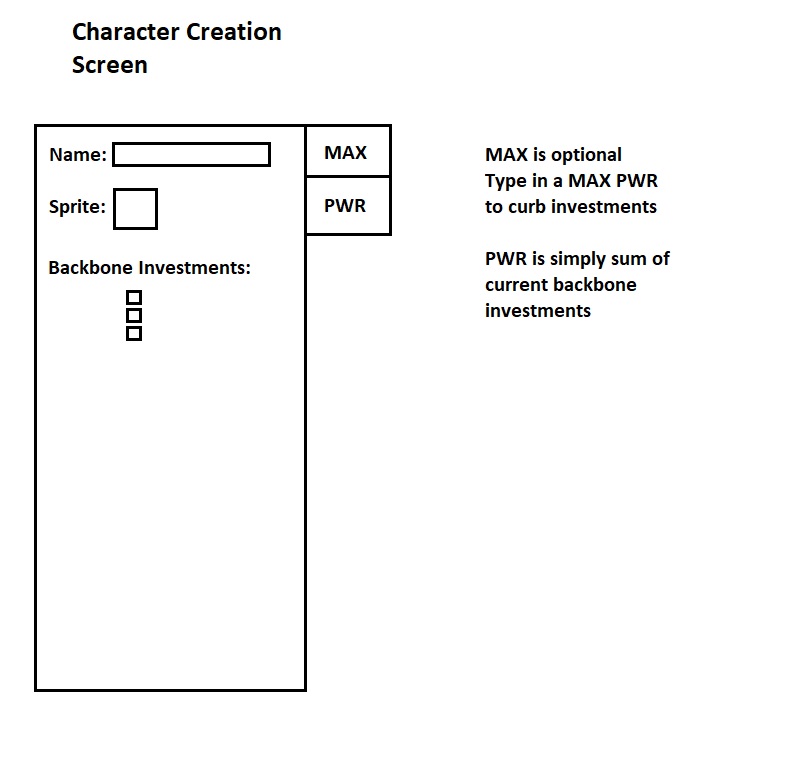 Character Creation
Screen
Name:
MAX
Sprite:
PWR
Backbone Investments:
MAX is optional
Type in a MAX PWR
to curb investments
PWR is simply sum of
current backbone
investments